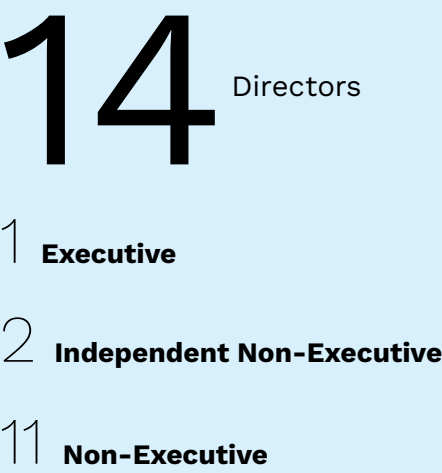 14 Directors
1 Executive
2 Independent Non-Executive
11 Non-Executive